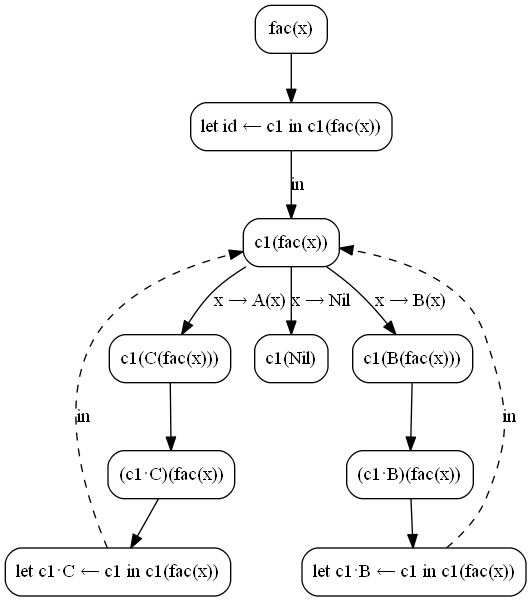 fac(x)
let id ← c1 in c1(fac(x))
in
c1(fac(x))
x → A(x) x → Nil x → B(x)
c1(C(fac(x))) c1(Nil) c1(B(fac(x)))
in in
(c1·C)(fac(x)) (c1·B)(fac(x))
let c1·C ← c1 in c1(fac(x)) let c1·B ← c1 in c1(fac(x))